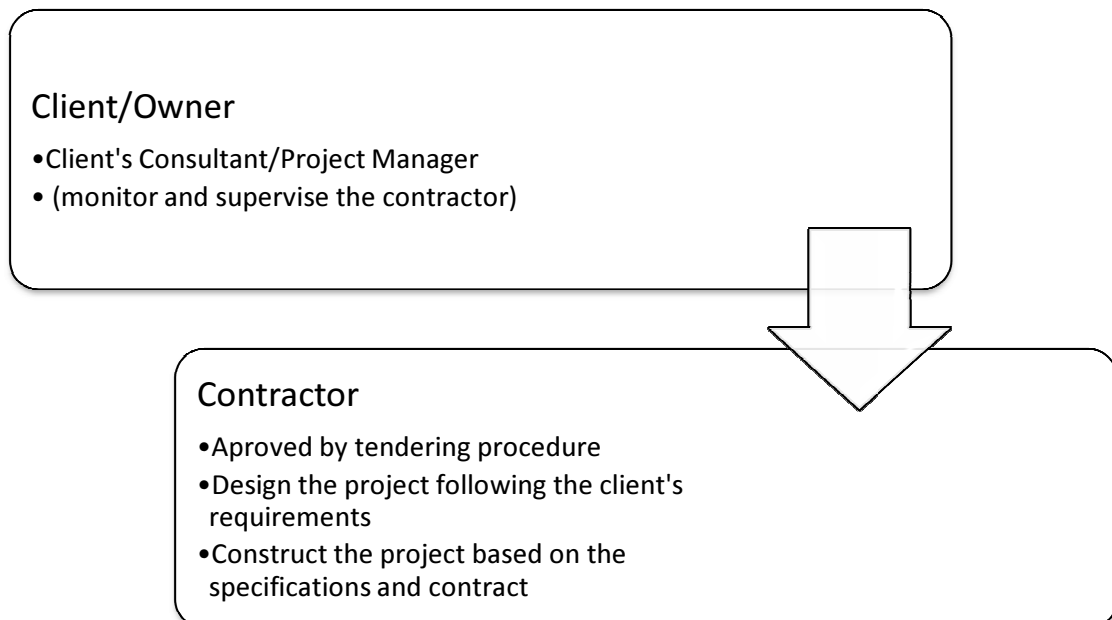 Client/Owner
•Client's Consultant/Project Manager
• (monitor and supervise the contractor)
Contractor
•Aproved by tendering procedure
•Design the project following the client's
requirements
•Construct the project based on the
specifications and contract